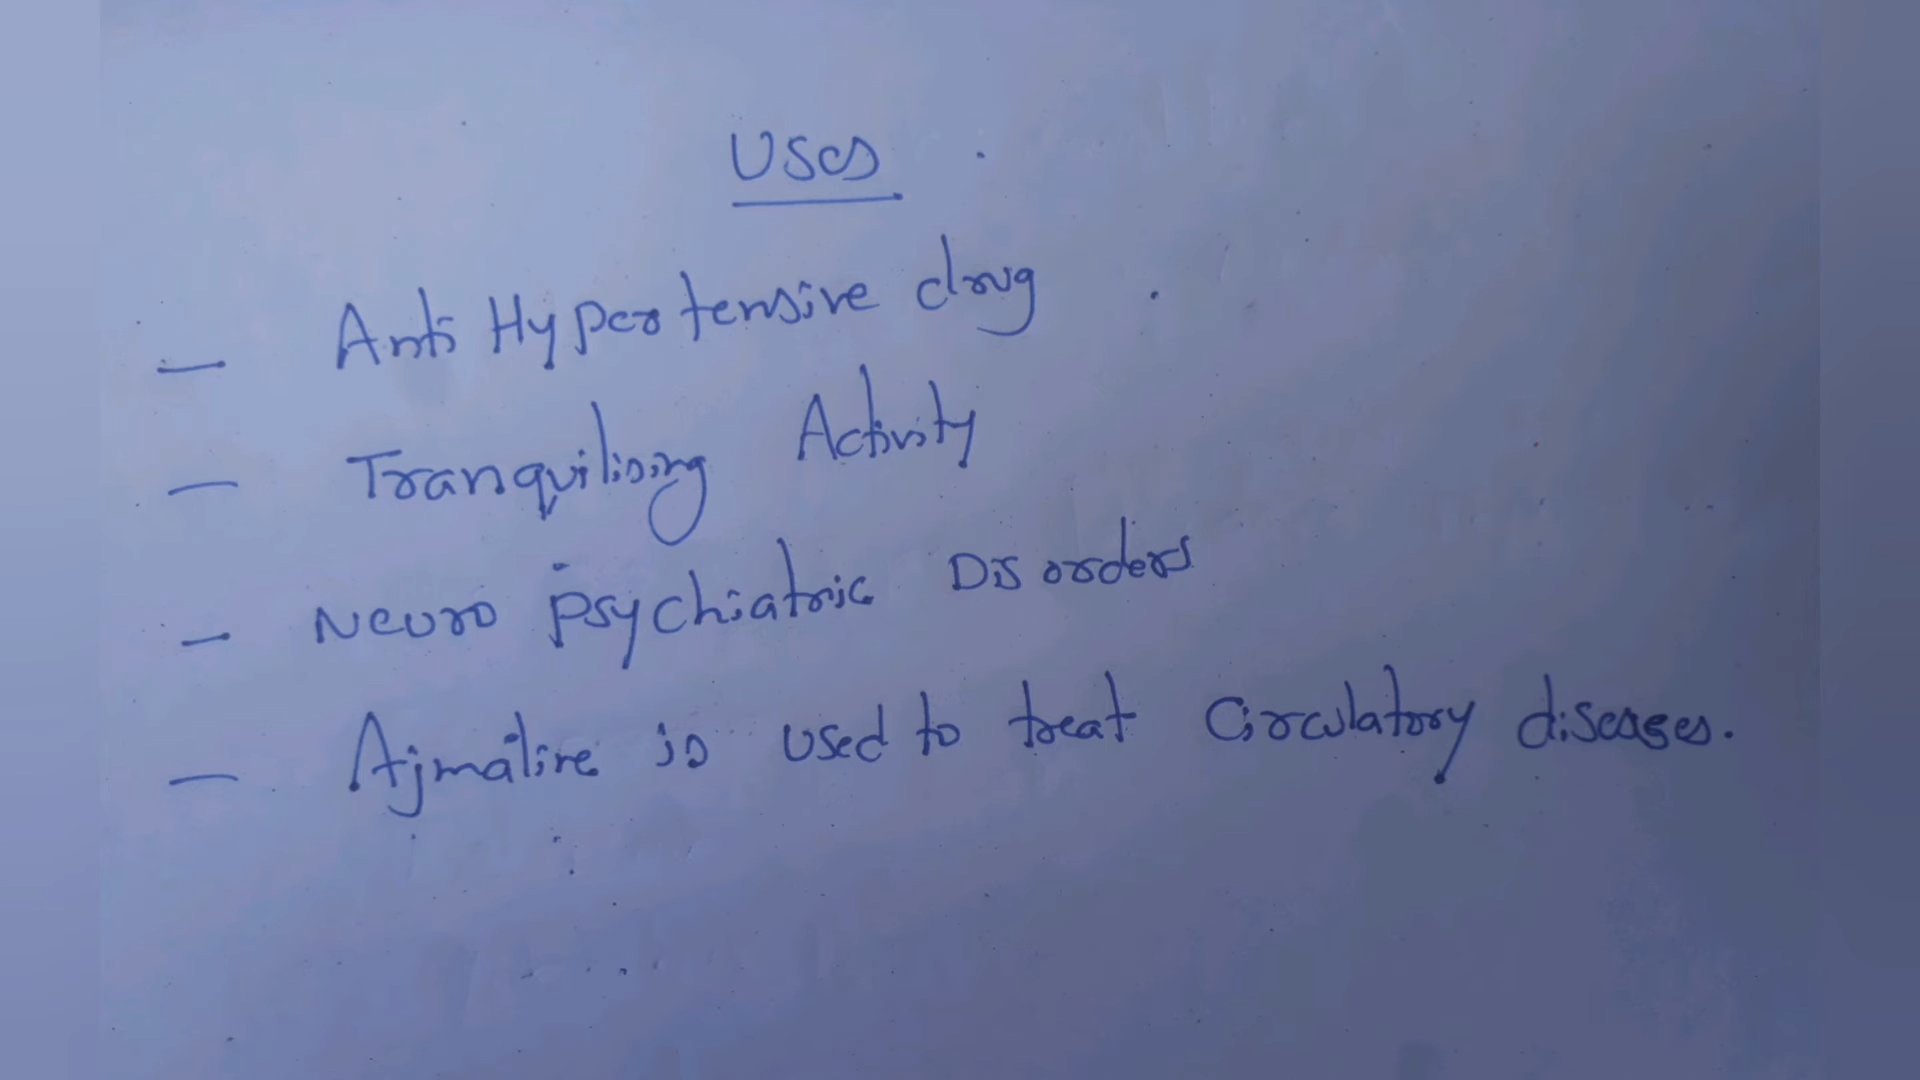 Uses
- Anti Hypertensive drug
- Tranquilising Activity
- Neuro Psychiatric Disorders
- Ajmaline is used to treat Circulatory diseases.